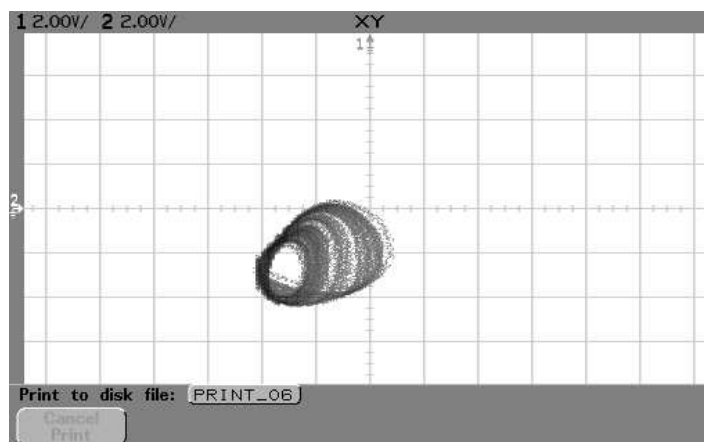 1 2.00V/ 2 2.00V/ XY
1
2
Print to disk file: PRINT_06
Cancel
Print